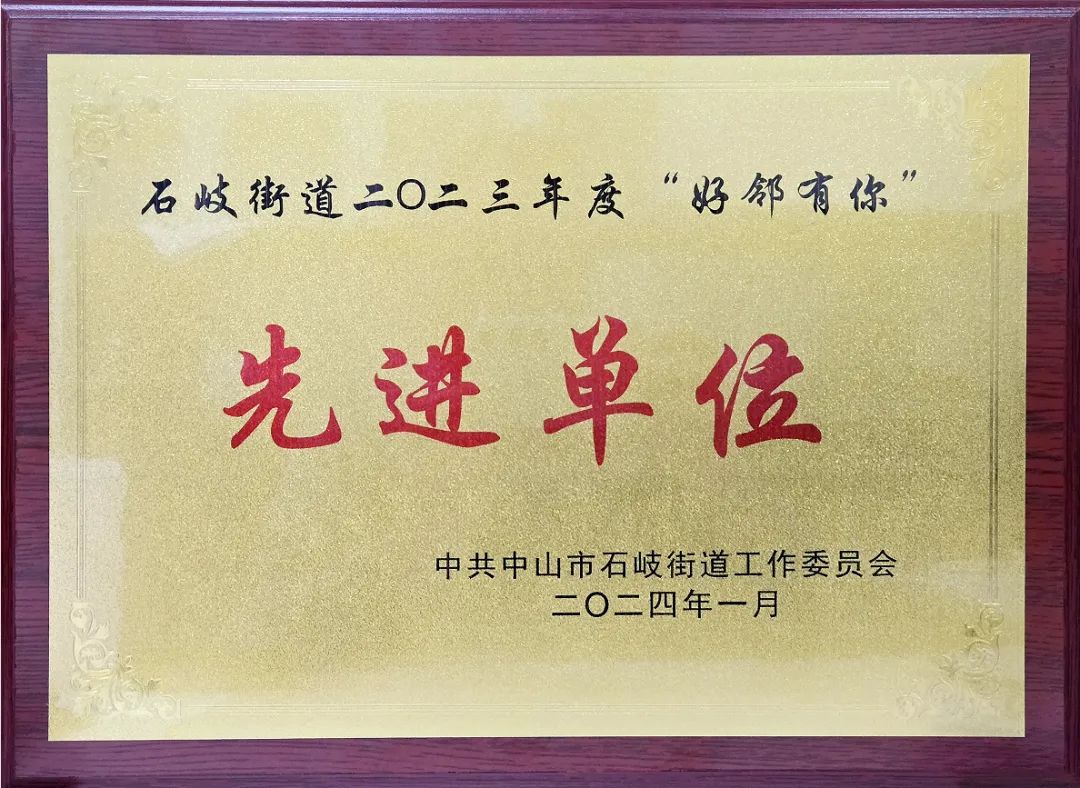 石岐街道二〇二三年度“好邻有你”
先进单位
中共中山市石岐街道工作委员会
二〇二四年一月